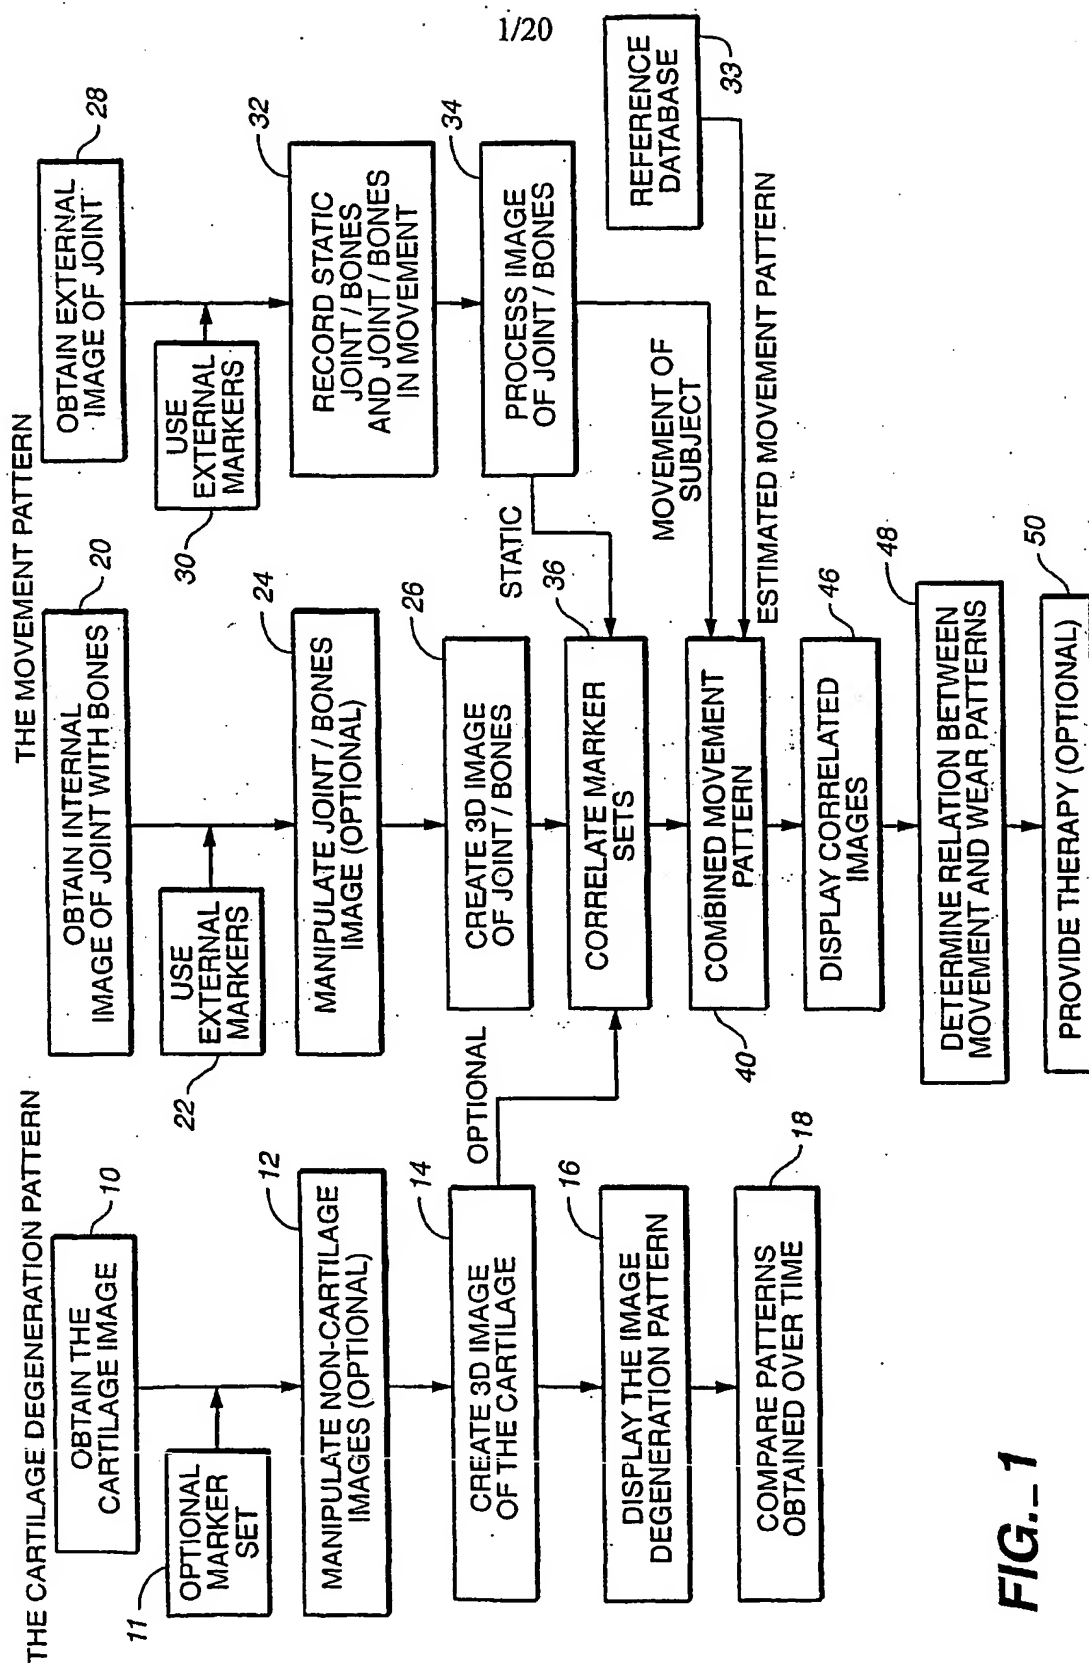 1/20
THE CARTILAGE DEGENERATION PATTERN
10
OBTAIN THE
CARTILAGE IMAGE
11
OPTIONAL
MARKER
SET
12
MANIPULATE NON-CARTILAGE
IMAGES (OPTIONAL)
14
CREATE 3D IMAGE
OF THE CARTILAGE
OPTIONAL
16
DISPLAY THE IMAGE
DEGENERATION PATTERN
18
COMPARE PATTERNS
OBTAINED OVER TIME
THE MOVEMENT PATTERN
20
OBTAIN INTERNAL
IMAGE OF JOINT WITH BONES
22
USE
EXTERNAL
MARKERS
24
MANIPULATE JOINT / BONES
IMAGE (OPTIONAL)
26
CREATE 3D IMAGE
OF JOINT / BONES
36
CORRELATE MARKER
SETS
40
COMBINED MOVEMENT
PATTERN
46
DISPLAY CORRELATED
IMAGES
48
DETERMINE RELATION BETWEEN
MOVEMENT AND WEAR PATTERNS
50
PROVIDE THERAPY (OPTIONAL)
28
OBTAIN EXTERNAL
IMAGE OF JOINT
30
USE
EXTERNAL
MARKERS
32
RECORD STATIC
JOINT / BONES
AND JOINT / BONES
IN MOVEMENT
34
PROCESS IMAGE
OF JOINT / BONES
STATIC
MOVEMENT OF
SUBJECT
33
REFERENCE
DATABASE
ESTIMATED MOVEMENT PATTERN
FIG._1